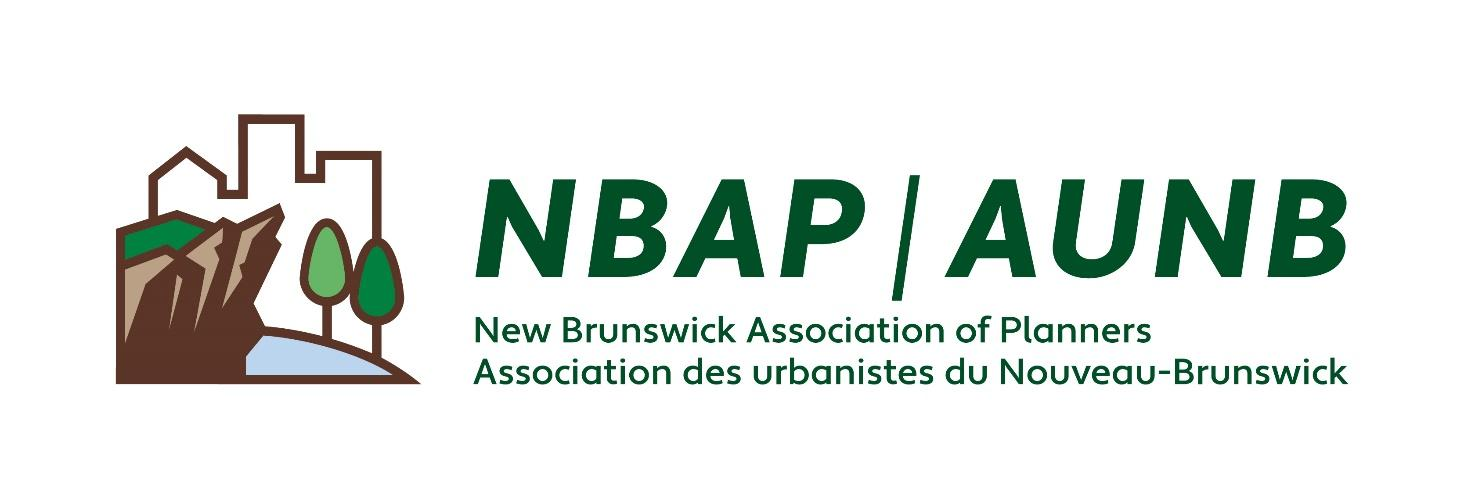 NBAP | AUNB
New Brunswick Association of Planners
Association des urbanistes du Nouveau-Brunswick